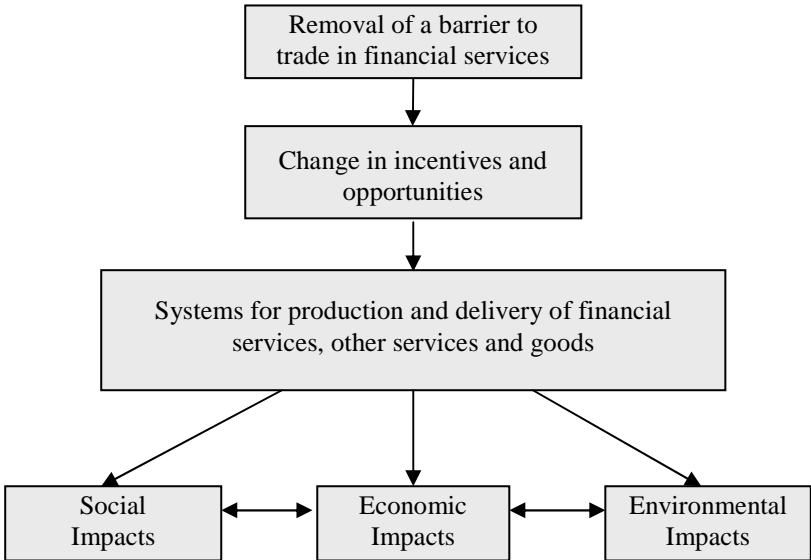 Removal of a barrier to
trade in financial services
Change in incentives and
opportunities
Systems for production and delivery of financial
services, other services and goods
Social
Impacts
Economic
Impacts
Environmental
Impacts